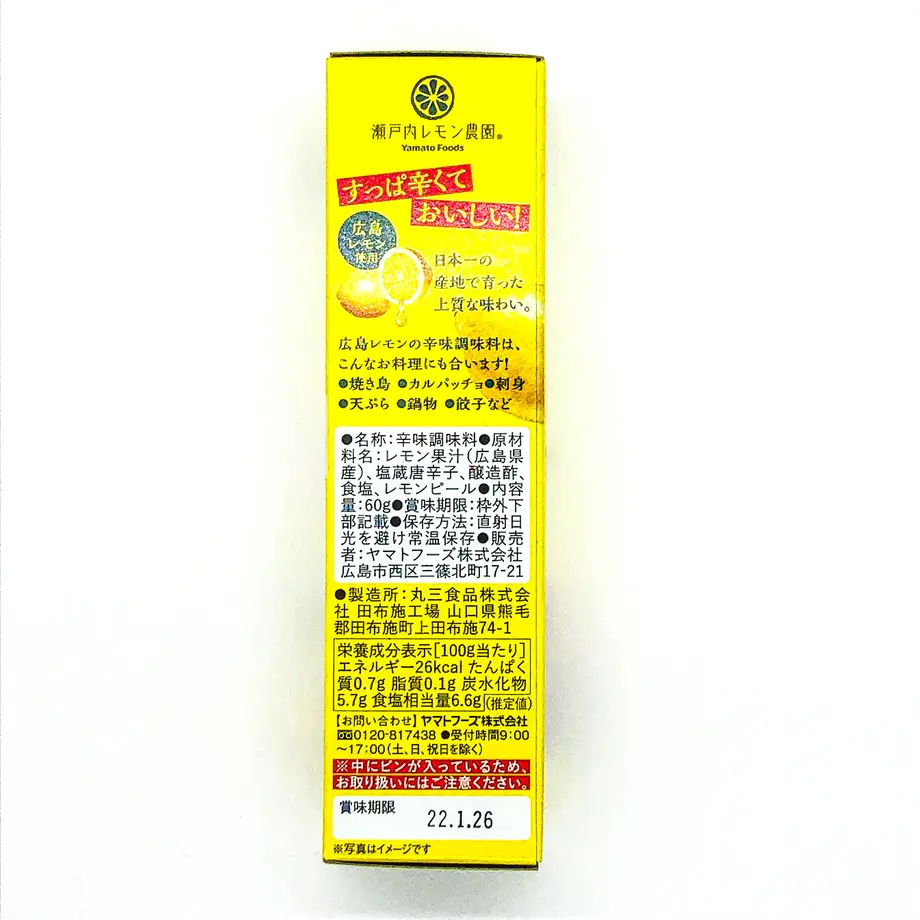 瀬戸内レモン農園®
Yamato Foods
すっぱ辛くて
おいしい!
広島
レモン
使用
日本一の
産地で育った
上質な味わい。
広島レモンの辛味調味料は、
こんなお料理にも合います!
●焼き鳥 ●カルパッチョ●刺身
●天ぷら ●鍋物 ●餃子など
●名称:辛味調味料●原材
料名:レモン果汁(広島県
産)、塩蔵唐辛子、醸造酢、
食塩、レモンピール●内容
量:60g●賞味期限:枠外下
部記載●保存方法:直射日
光を避け常温保存●販売
者:ヤマトフーズ株式会社
広島市西区三篠北町17-21
●製造所:丸三食品株式会
社 田布施工場 山口県熊毛
郡田布施町上田布施74-1
栄養成分表示[100g当たり]
エネルギー26kcal たんぱく
質0.7g 脂質0.1g 炭水化物
5.7g 食塩相当量6.6g(推定値)
【お問い合わせ】ヤマトフーズ株式会社
0120-817438 ●受付時間9:00
~17:00(土、日、祝日を除く)
※中にビンが入っているため、
お取り扱いにはご注意ください。
賞味期限
22.1.26
※写真はイメージです